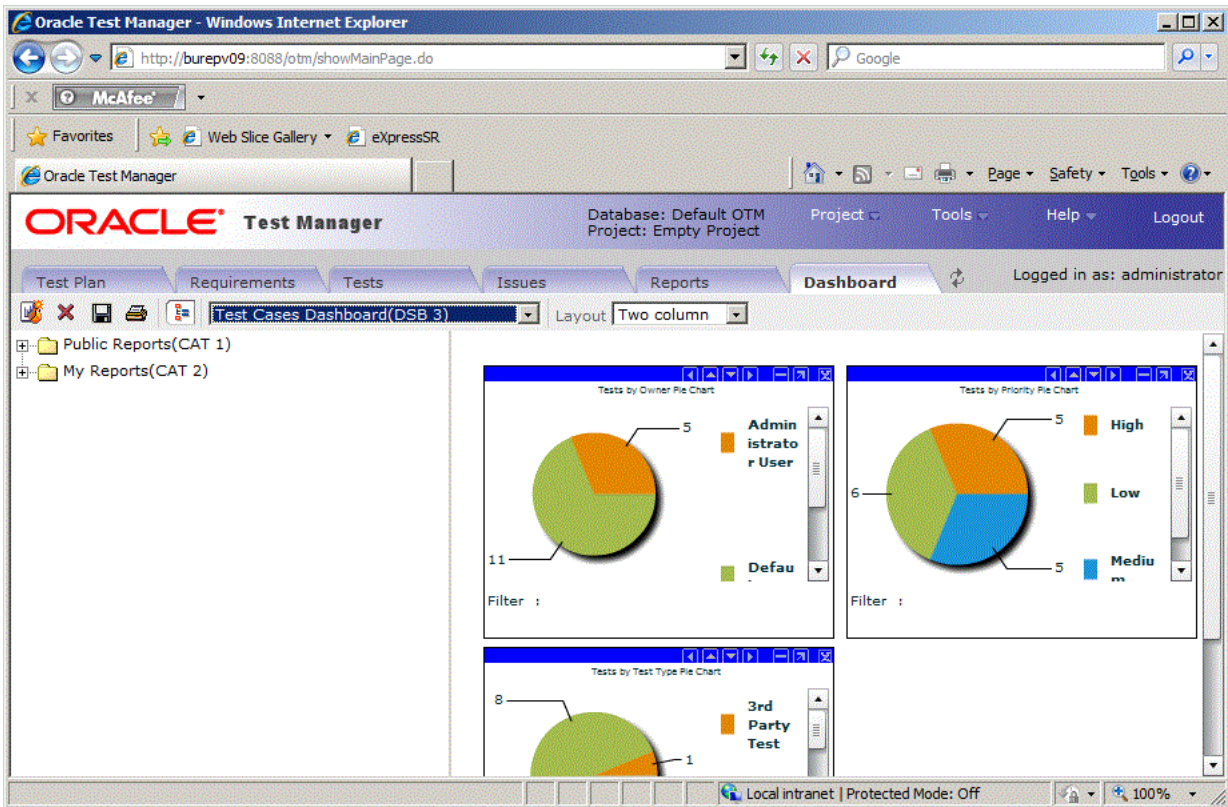 Oracle Test Manager - Windows Internet Explorer
http://burepv09:8088/otm/showMainPage.do
Google
McAfee
Favorites
Web Slice Gallery
eXpressSR
Oracle Test Manager
Page
Safety
Tools
ORACLE
Test Manager
Database: Default OTM
Project: Empty Project
Project
Tools
Help
Logout
Test Plan
Requirements
Tests
Issues
Reports
Dashboard
Logged in as: administrator
Test Cases Dashboard(DSB 3)
Layout
Two column
Public Reports(CAT 1)
My Reports(CAT 2)
Tests by Owner Pie Chart
5
11
Admin
istrato
r User
Defau
Filter :
Tests by Priority Pie Chart
5
6
5
High
Low
Mediu
m
Filter :
Tests by Test Type Pie Chart
8
1
3rd
Party
Test
Local intranet | Protected Mode: Off
100%